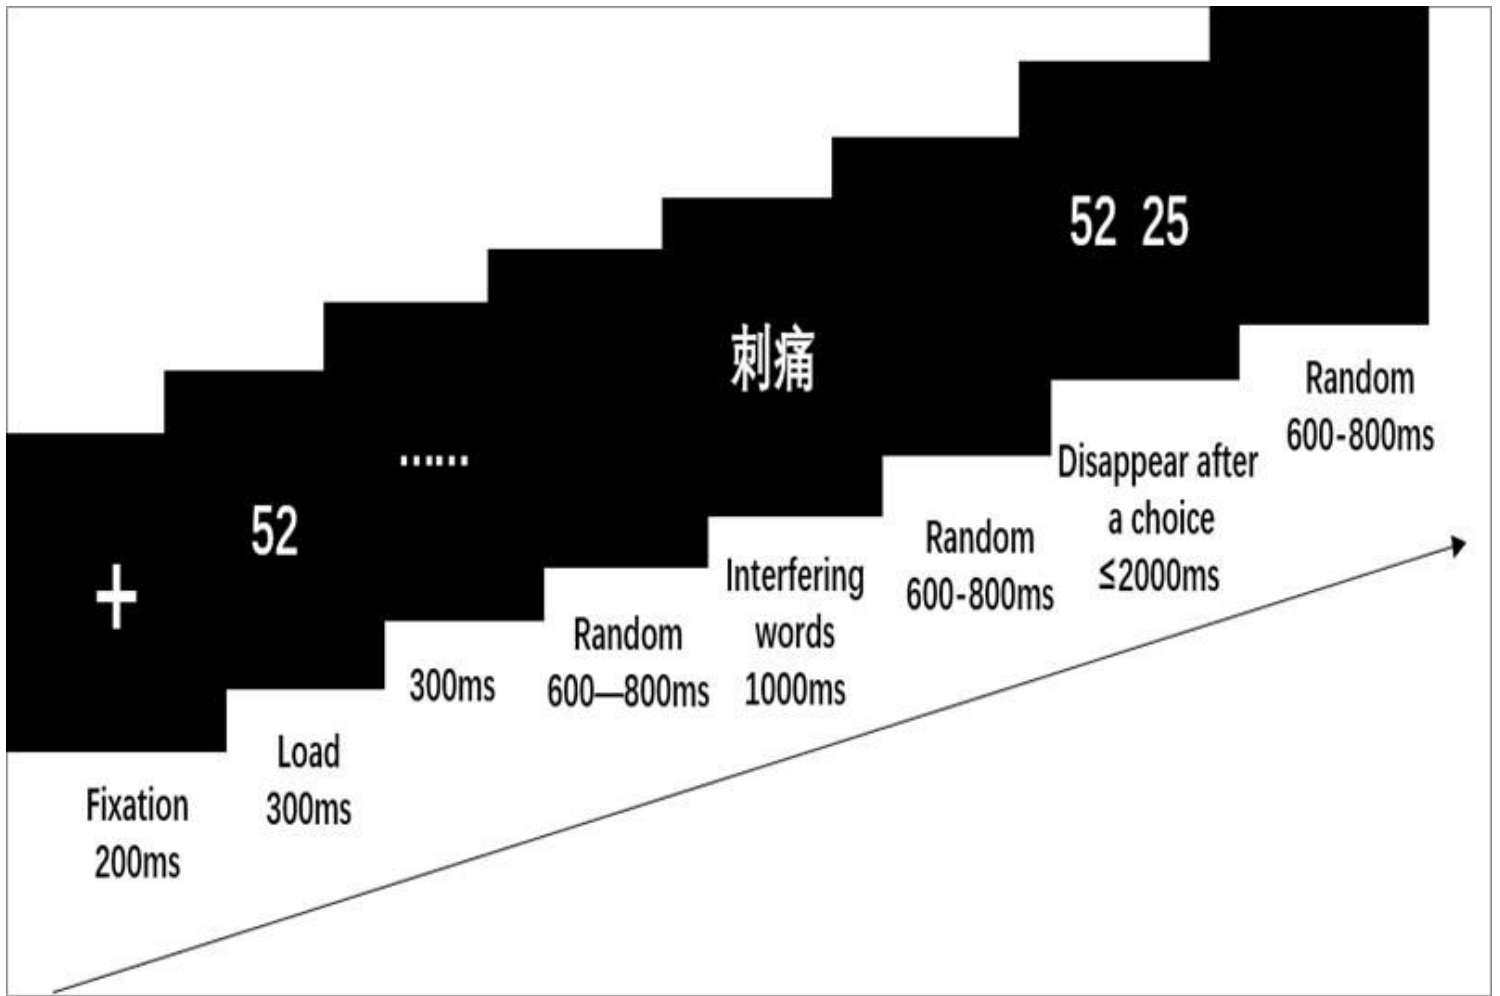 +
Fixation
200ms
52
Load
300ms
......
300ms
Random
600—800ms
刺痛
Interfering
words
1000ms
Random
600-800ms
52 25
Disappear after
a choice
≤2000ms
Random
600-800ms